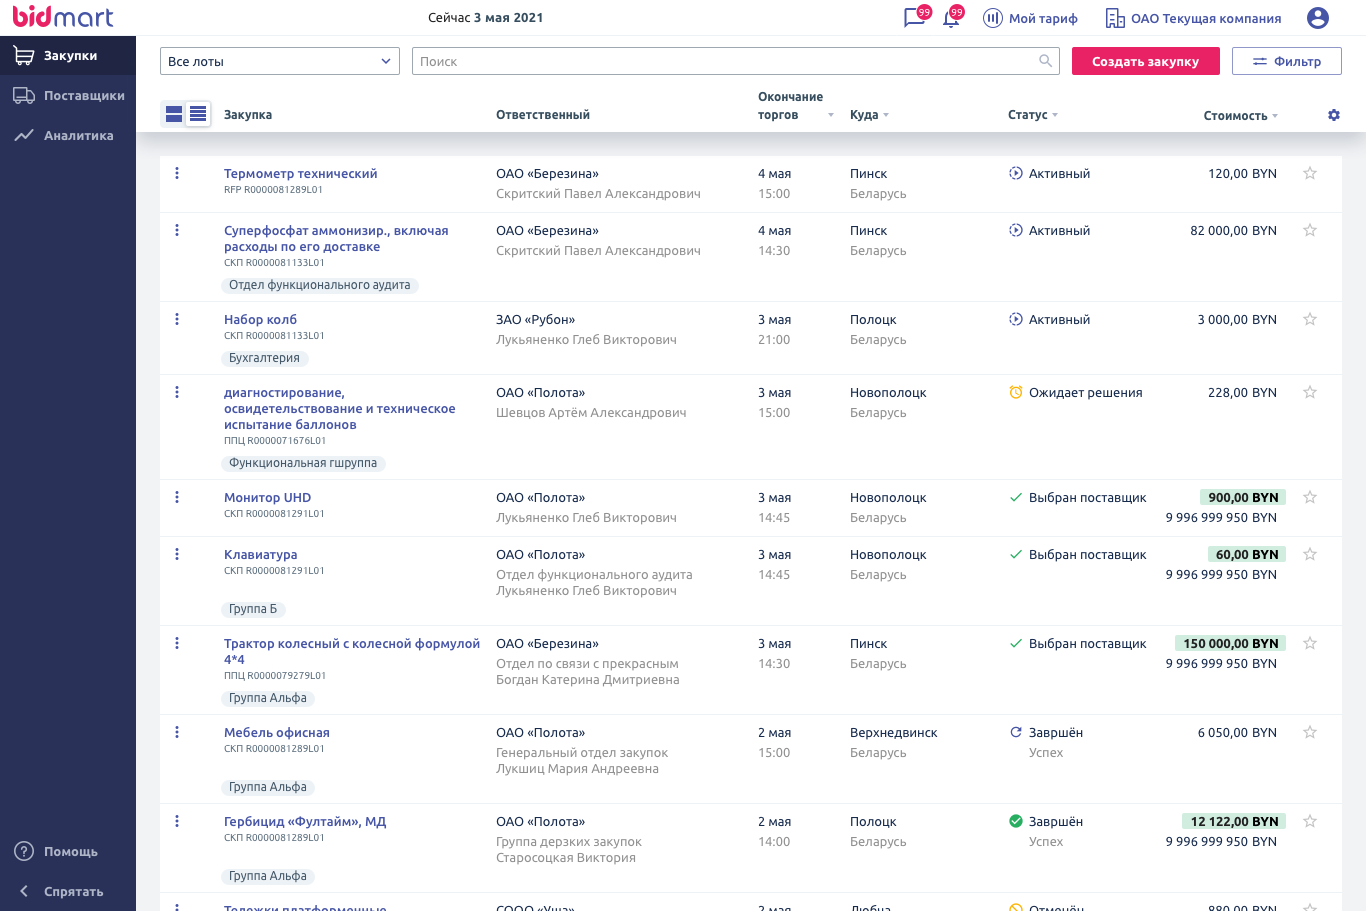 bidmart
Сейчас 3 мая 2021
99
99
Мой тариф
ОАО Текущая компания
Закупки
Поставщики
Аналитика
Помощь
Спрятать
Все лоты
Поиск
Создать закупку
Фильтр
Закупка
Ответственный
Окончание
торгов
Куда
Статус
Стоимость
Термометр технический
RFP R0000081289L01
ОАО «Березина»
Скритский Павел Александрович
4 мая
15:00
Пинск
Беларусь
Активный
120,00 BYN
Суперфосфат аммонизир., включая
расходы по его доставке
СКП R0000081133L01
Отдел функционального аудита
ОАО «Березина»
Скритский Павел Александрович
4 мая
14:30
Пинск
Беларусь
Активный
82 000,00 BYN
Набор колб
СКП R0000081133L01
Бухгалтерия
ЗАО «Рубон»
Лукьяненко Глеб Викторович
3 мая
21:00
Полоцк
Беларусь
Активный
3 000,00 BYN
диагностирование,
освидетельствование и техническое
испытание баллонов
ППЦ R0000071676L01
Функциональная гшруппа
ОАО «Полота»
Шевцов Артём Александрович
3 мая
15:00
Новополоцк
Беларусь
Ожидает решения
228,00 BYN
Монитор UHD
СКП R0000081291L01
ОАО «Полота»
Лукьяненко Глеб Викторович
3 мая
14:45
Новополоцк
Беларусь
Выбран поставщик
900,00 BYN
9 996 999 950 BYN
Клавиатура
СКП R0000081291L01
Группа Б
ОАО «Полота»
Отдел функционального аудита
Лукьяненко Глеб Викторович
3 мая
14:45
Новополоцк
Беларусь
Выбран поставщик
60,00 BYN
9 996 999 950 BYN
Трактор колесный с колесной формулой
4*4
ППЦ R0000079279L01
Группа Альфа
ОАО «Березина»
Отдел по связи с прекрасным
Богдан Катерина Дмитриевна
3 мая
14:30
Пинск
Беларусь
Выбран поставщик
150 000,00 BYN
9 996 999 950 BYN
Мебель офисная
СКП R0000081289L01
Группа Альфа
ОАО «Полота»
Генеральный отдел закупок
Лукшиц Мария Андреевна
2 мая
15:00
Верхнедвинск
Беларусь
Завршён
Успех
6 050,00 BYN
Гербицид «Фултайм», МД
СКП R0000081289L01
Группа Альфа
ОАО «Полота»
Группа дерзких закупок
Старосоцкая Виктория
2 мая
14:00
Полоцк
Беларусь
Завршён
Успех
12 122,00 BYN
9 996 999 950 BYN
Тележки платформенные
СООО «Уша»
2 мая
Любча
Отменён
880,00 BYN